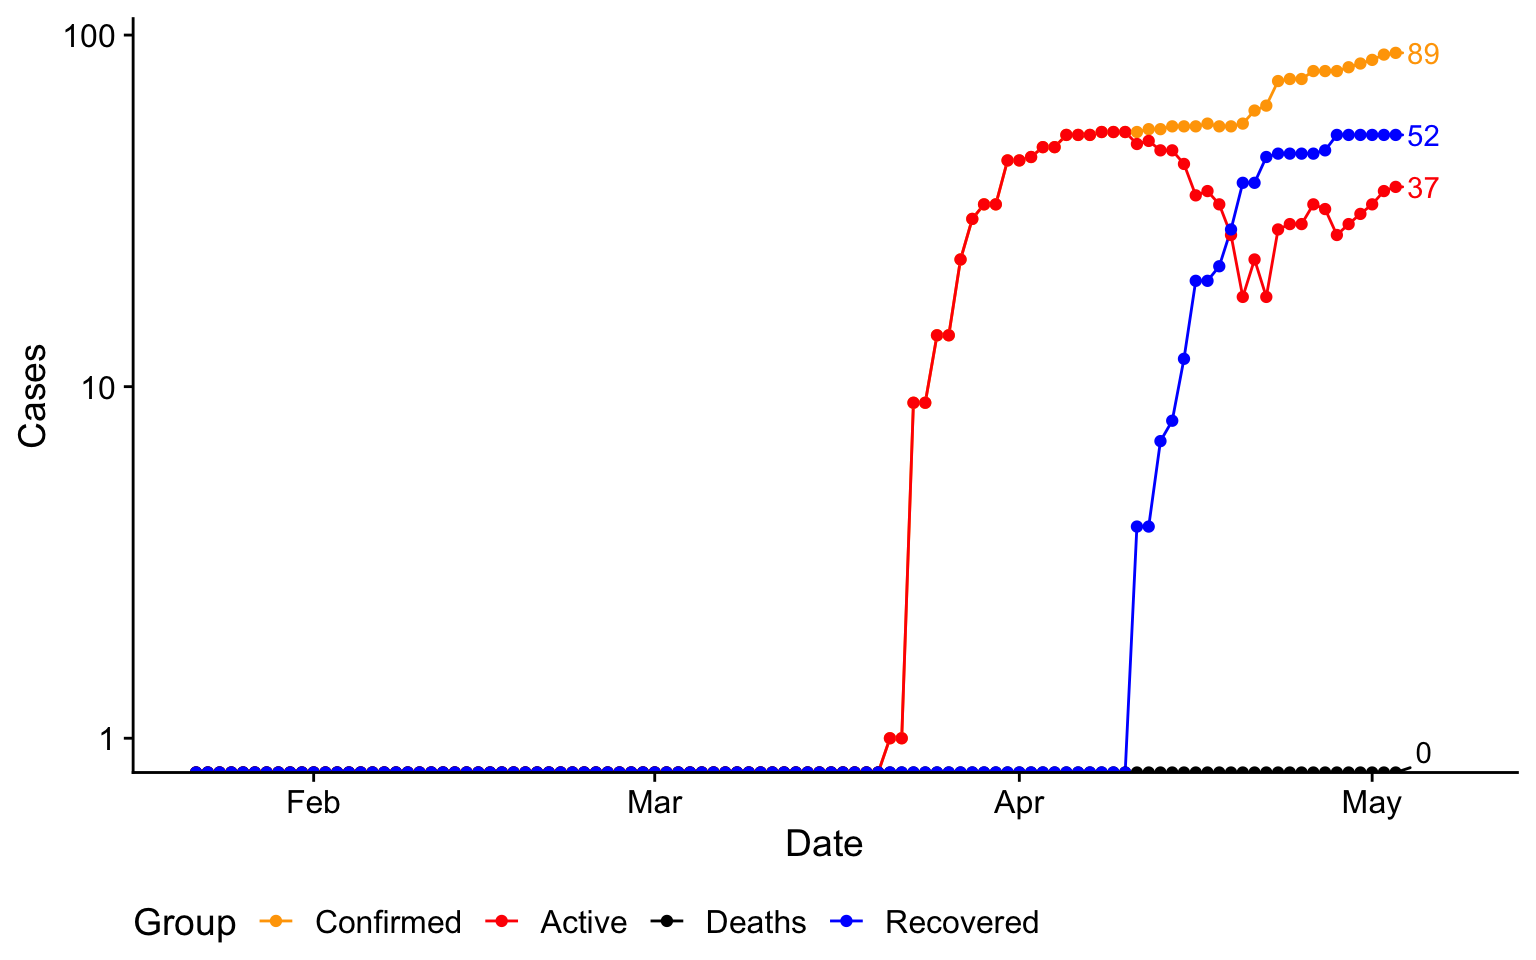 100
10
1
Cases
89
52
37
0
Feb Mar Apr May
Date
Group Confirmed Active Deaths Recovered